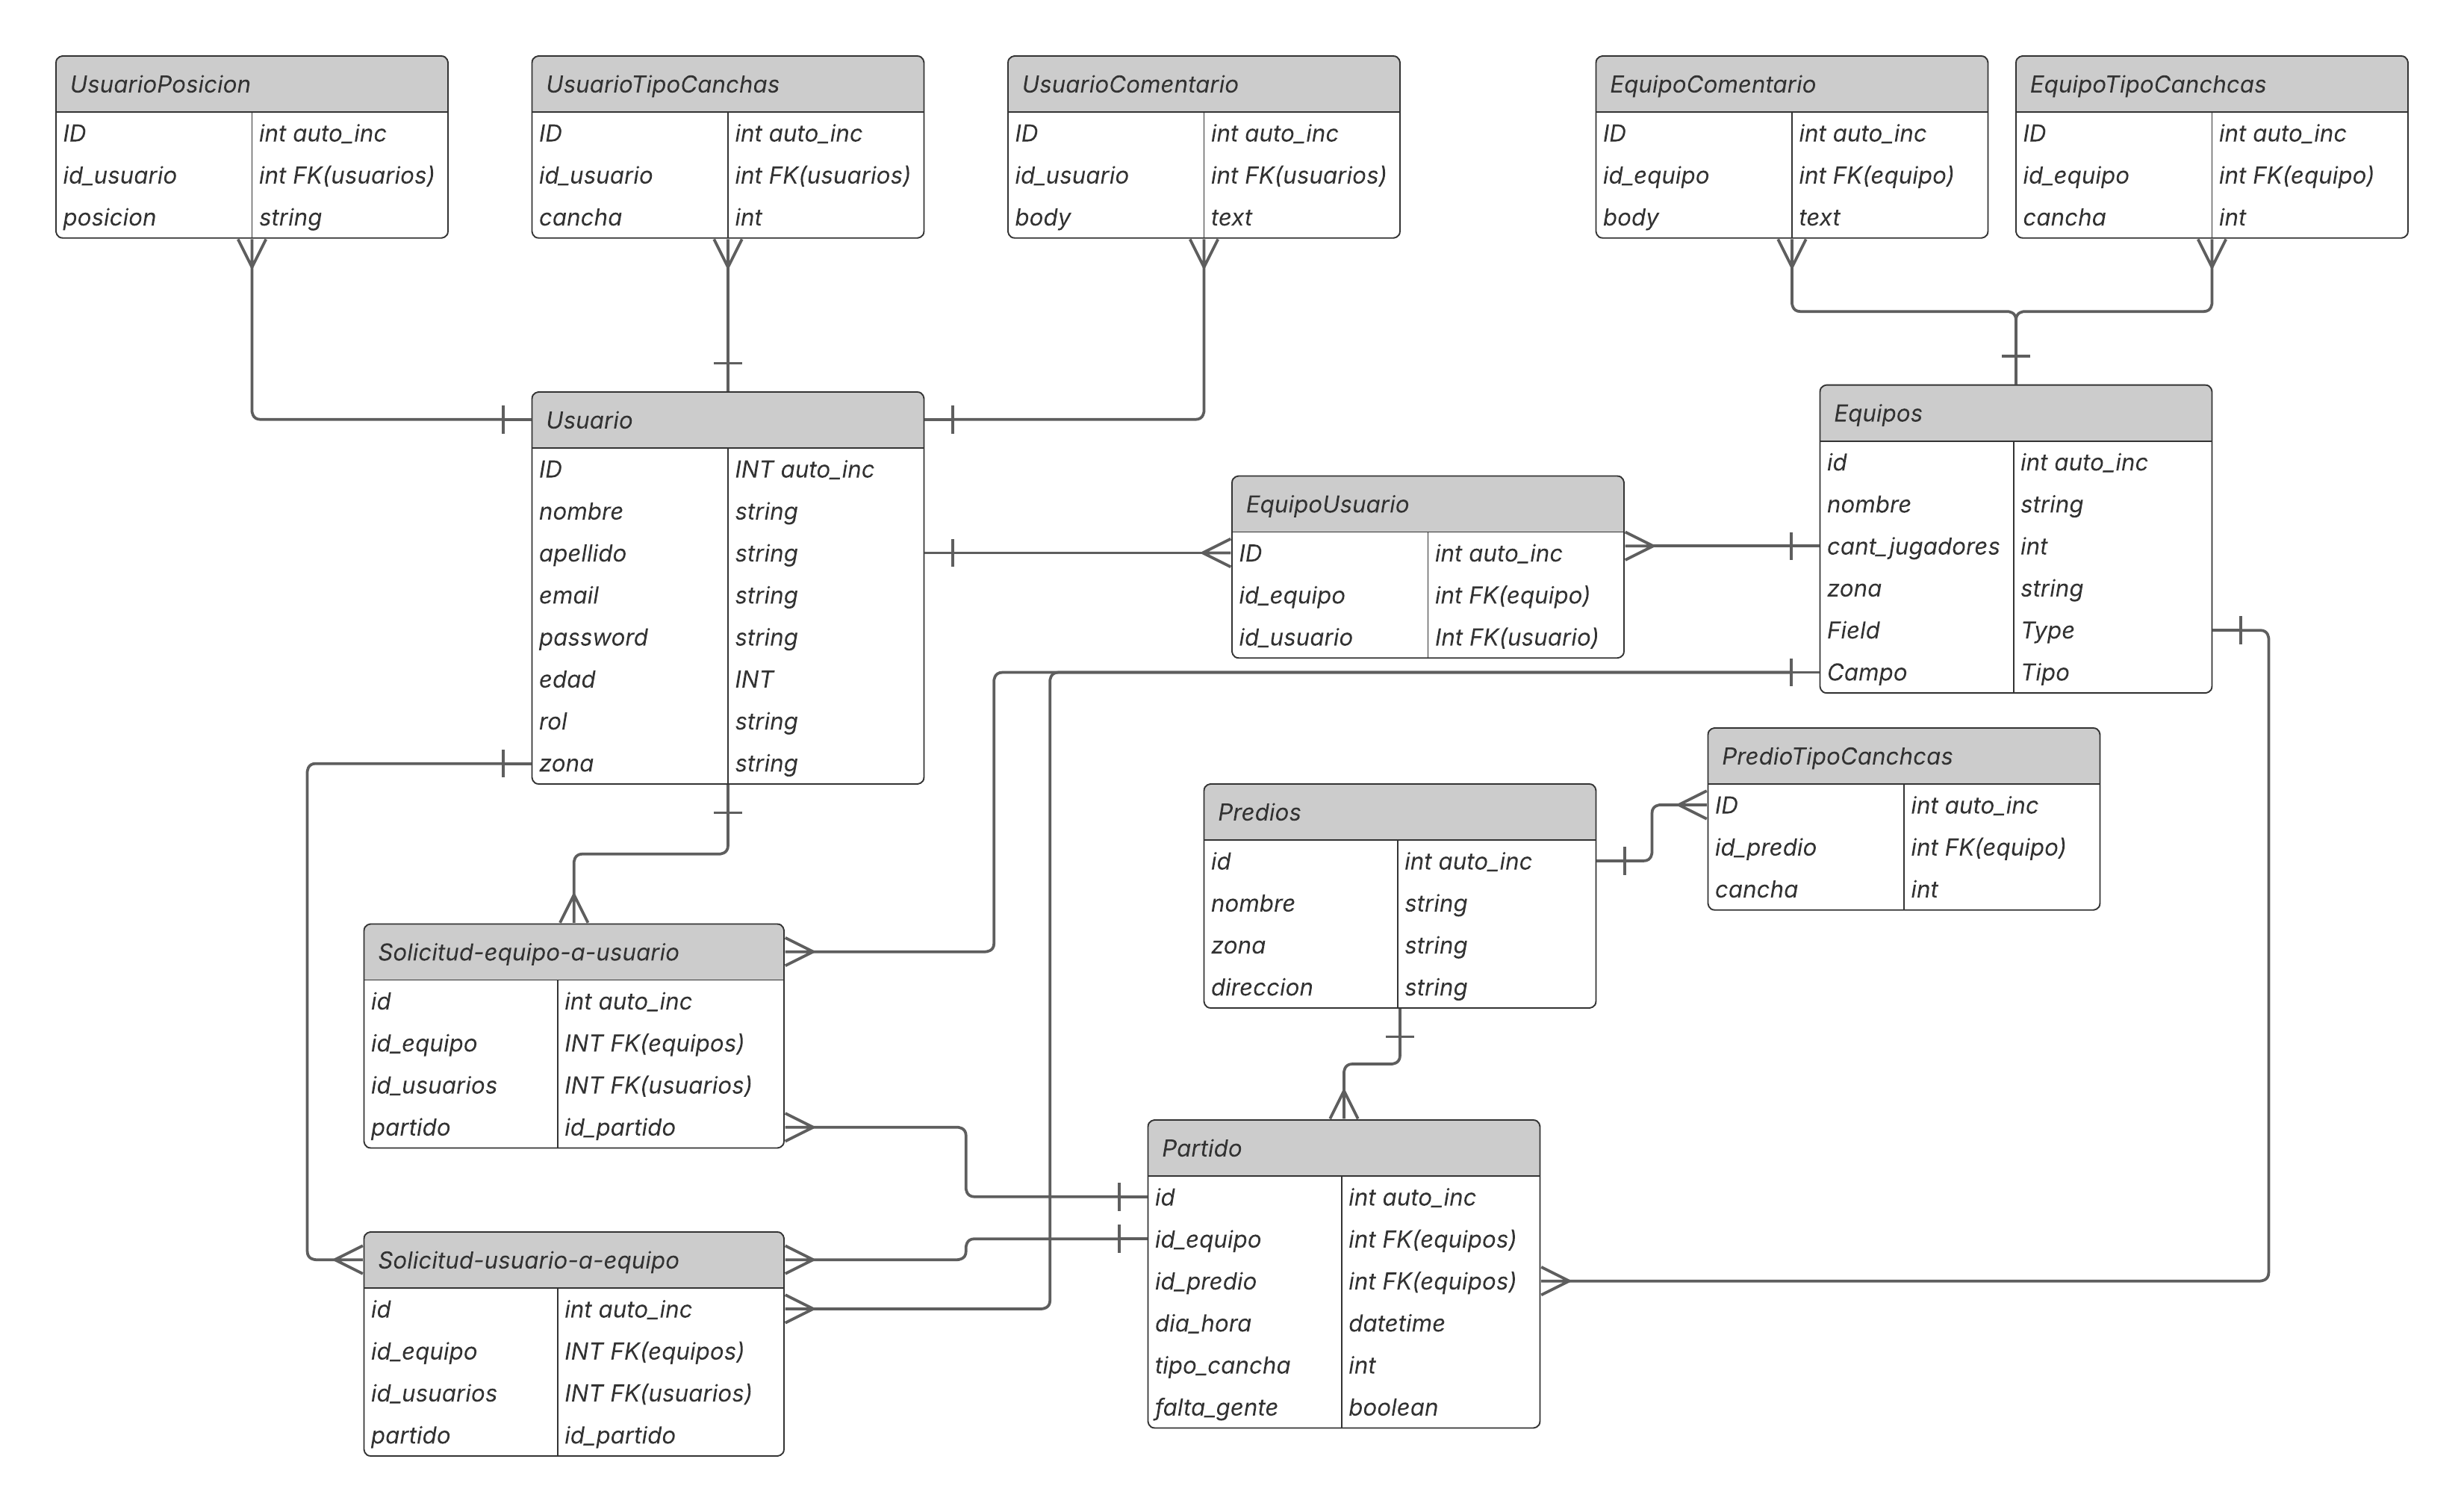 UsuarioPosicion
ID int auto_inc
id_usuario int FK(usuarios)
posicion string
UsuarioTipoCanchas
ID int auto_inc
id_usuario int FK(usuarios)
cancha int
UsuarioComentario
ID int auto_inc
id_usuario int FK(usuarios)
body text
EquipoComentario
ID int auto_inc
id_equipo int FK(equipo)
body text
EquipoTipoCanchcas
ID int auto_inc
id_equipo int FK(equipo)
cancha int
Usuario
ID INT auto_inc
nombre string
apellido string
email string
password string
edad INT
rol string
zona string
EquipoUsuario
ID int auto_inc
id_equipo int FK(equipo)
id_usuario Int FK(usuario)
Equipos
id int auto_inc
nombre string
cant_jugadores int
zona string
Field Type
Campo Tipo
Predios
id int auto_inc
nombre string
zona string
direccion string
PredioTipoCanchcas
ID int auto_inc
id_predio int FK(equipo)
cancha int
Solicitud-equipo-a-usuario
id int auto_inc
id_equipo INT FK(equipos)
id_usuarios INT FK(usuarios)
partido id_partido
Partido
id int auto_inc
id_equipo int FK(equipos)
id_predio int FK(equipos)
dia_hora datetime
tipo_cancha int
falta_gente boolean
Solicitud-usuario-a-equipo
id int auto_inc
id_equipo INT FK(equipos)
id_usuarios INT FK(usuarios)
partido id_partido